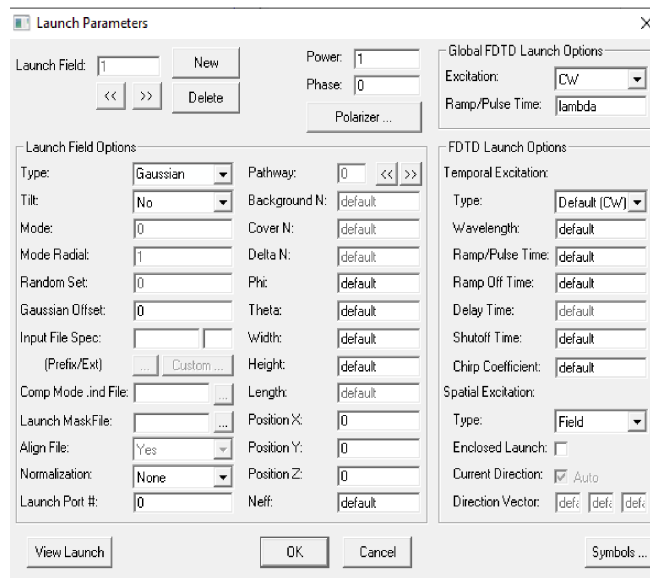 Launch Parameters
Launch Field: 1 New
<< >> Delete
Power: 1
Phase: 0
Polarizer ...
Global FDTD Launch Options
Excitation: CW
Ramp/Pulse Time: lambda
Launch Field Options
Type: Gaussian
Tilt: No
Mode: 0
Mode Radial: 1
Random Set: 0
Gaussian Offset: 0
Input File Spec:
(Prefix/Ext) ... Custom ...
Comp Mode .ind File: ...
Launch MaskFile: ...
Align File: Yes
Normalization: None
Launch Port #: 0
Pathway: 0 << >>
Background N: default
Cover N: default
Delta N: default
Phi: default
Theta: default
Width: default
Height: default
Length: default
Position X: 0
Position Y: 0
Position Z: 0
Neff: default
FDTD Launch Options
Temporal Excitation:
Type: Default (CW)
Wavelength: default
Ramp/Pulse Time: default
Ramp Off Time: default
Delay Time: default
Shutoff Time: default
Chirp Coefficient: default
Spatial Excitation:
Type: Field
Enclosed Launch:
Current Direction: Auto
Direction Vector: defa defa defa
View Launch OK Cancel Symbols ...